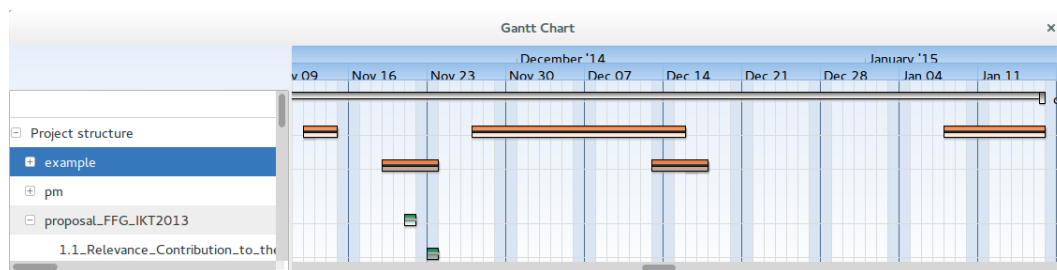 Gantt Chart ×
December '14 January '15
09 Nov 16 Nov 23 Nov 30 Dec 07 Dec 14 Dec 21 Dec 28 Jan 04 Jan 11
Project structure
example
pm
proposal_FFG_IKT2013
1.1_Relevance_Contribution_to_the